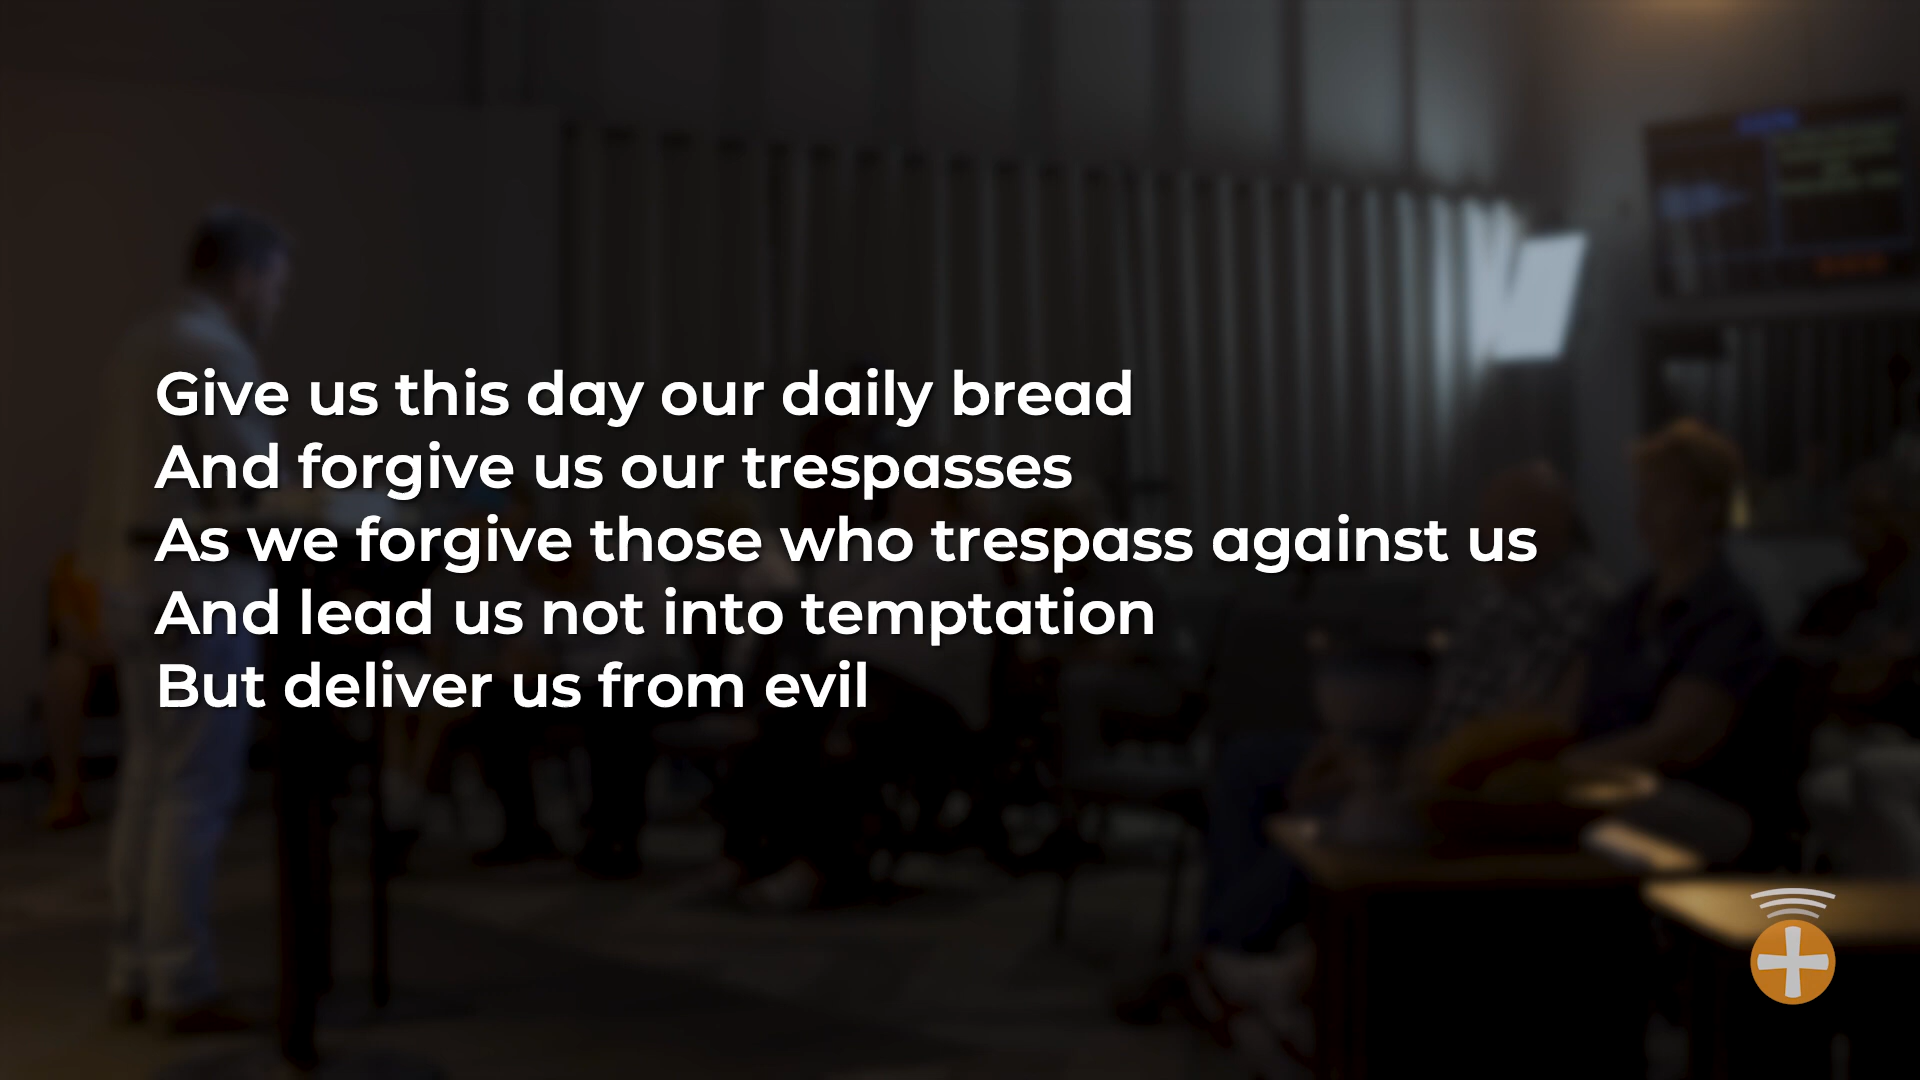 Give us this day our daily bread
And forgive us our trespasses
As we forgive those who trespass against us
And lead us not into temptation
But deliver us from evil